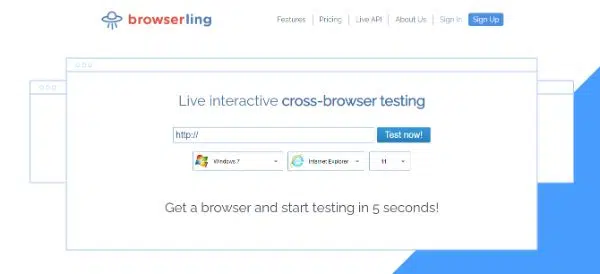 browserling
Features | Pricing | Live API | About Us | Sign In Sign Up
Live interactive cross-browser testing
http:// Test now!
Windows 7 Internet Explorer 11
Get a browser and start testing in 5 seconds!